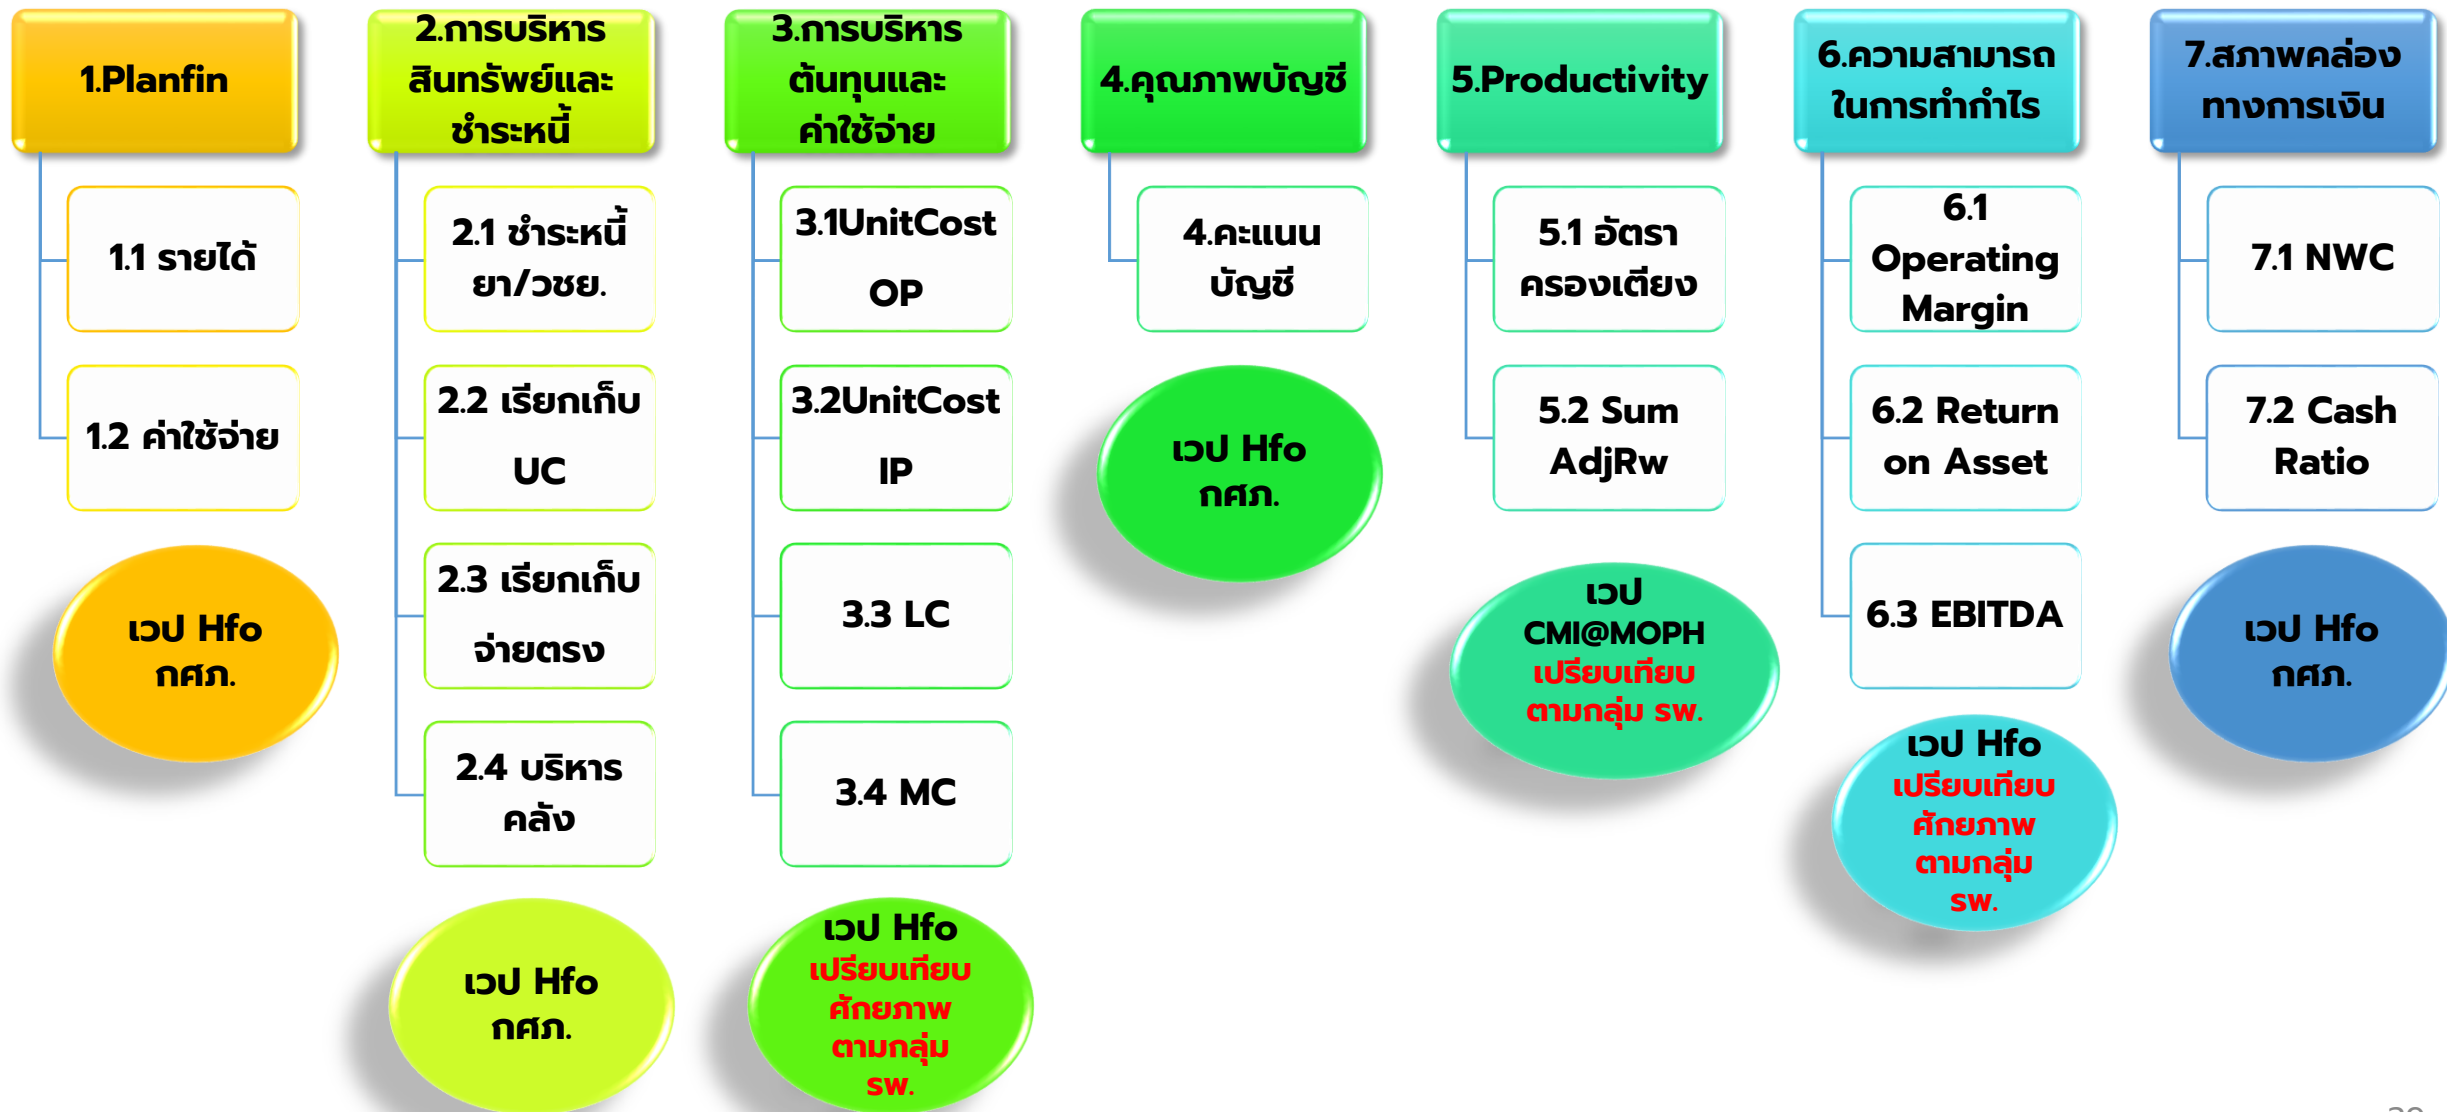 1.Planfin
1.1 รายได้
1.2 ค่าใช้จ่าย
เวป Hfo
กศภ.
2.การบริหาร
สินทรัพย์และ
ชำระหนี้
2.1 ชำระหนี้
ยา/วชย.
2.2 เรียกเก็บ
UC
2.3 เรียกเก็บ
จ่ายตรง
2.4 บริหาร
คลัง
เวป Hfo
กศภ.
3.การบริหาร
ต้นทุนและ
ค่าใช้จ่าย
3.1UnitCost
OP
3.2UnitCost
IP
3.3 LC
3.4 MC
เวป Hfo
เปรียบเทียบ
ศักยภาพ
ตามกลุ่ม
รพ.
4.คุณภาพบัญชี
4.คะแนน
บัญชี
เวป Hfo
กศภ.
5.Productivity
5.1 อัตรา
ครองเตียง
5.2 Sum
AdjRw
เวป
CMI@MOPH
เปรียบเทียบ
ตามกลุ่ม รพ.
6.ความสามารถ
ในการทำกำไร
6.1
Operating
Margin
6.2 Return
on Asset
6.3 EBITDA
เวป Hfo
เปรียบเทียบ
ศักยภาพ
ตามกลุ่ม
รพ.
7.สภาพคล่อง
ทางการเงิน
7.1 NWC
7.2 Cash
Ratio
เวป Hfo
กศภ.